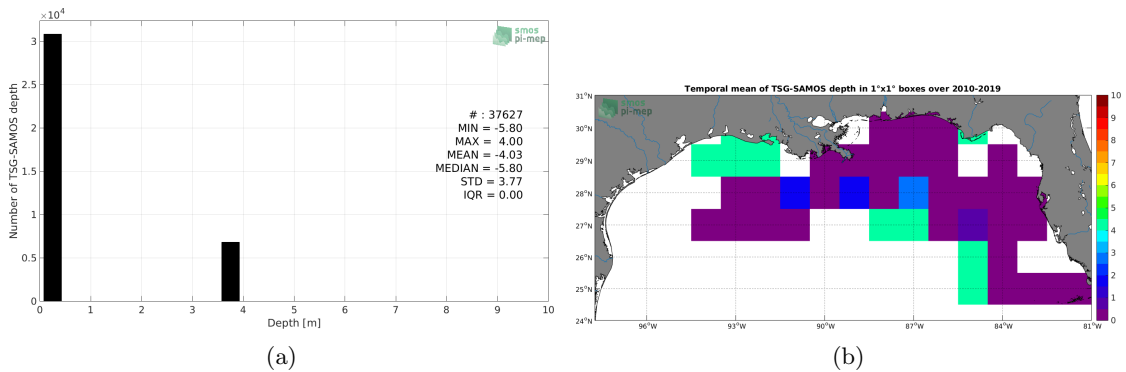 ×10⁴
smos
pi-mep
3
2.5
2
1.5
1
0.5
0
Number of TSG-SAMOS depth
# : 37627
MIN = -5.80
MAX = 4.00
MEAN = -4.03
MEDIAN = -5.80
STD = 3.77
IQR = 0.00
0 1 2 3 4 5 6 7 8 9 10
Depth [m]
(a)
Temporal mean of TSG-SAMOS depth in 1°x1° boxes over 2010-2019
smos
pi-mep
31°N
30°N
29°N
28°N
27°N
26°N
25°N
24°N
96°W 93°W 90°W 87°W 84°W 81°W
10
9
8
7
6
5
4
3
2
1
0
(b)